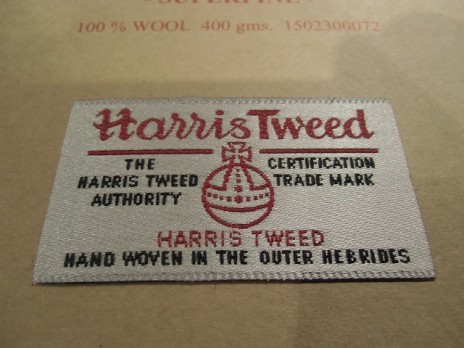 - SUPERFINE -
100 % WOOL 400 gms. 1502300072
Harris Tweed
THE CERTIFICATION
HARRIS TWEED TRADE MARK
AUTHORITY
HARRIS TWEED
HAND WOVEN IN THE OUTER HEBRIDES